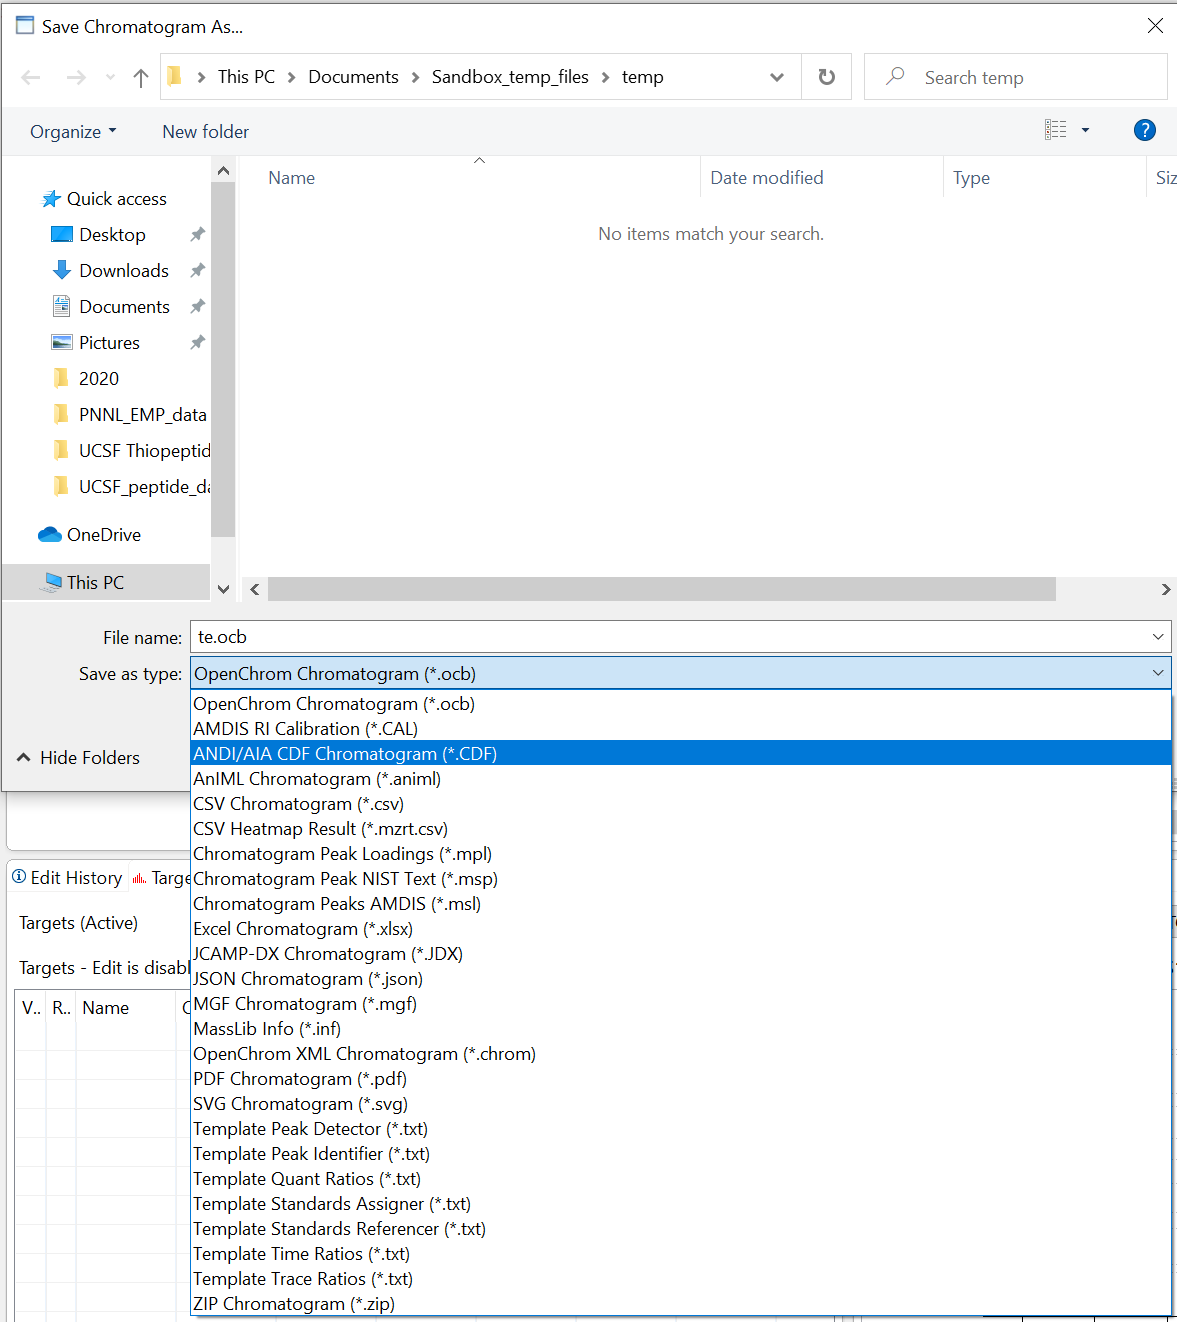 Save Chromatogram As...
This PC > Documents > Sandbox_temp_files > temp
Search temp
Organize
New folder
?
Name
Date modified
Type
Siz
No items match your search.
Quick access
Desktop
Downloads
Documents
Pictures
2020
PNNL_EMP_data
UCSF Thiopeptid
UCSF_peptide_da
OneDrive
This PC
File name: te.ocb
Save as type: OpenChrom Chromatogram (*.ocb)
OpenChrom Chromatogram (*.ocb)
AMDIS RI Calibration (*.CAL)
ANDI/AIA CDF Chromatogram (*.CDF)
Hide Folders
AnIML Chromatogram (*.animl)
CSV Chromatogram (*.csv)
CSV Heatmap Result (*.mzrt.csv)
Chromatogram Peak Loadings (*.mpl)
Chromatogram Peak NIST Text (*.msp)
Chromatogram Peaks AMDIS (*.msl)
Excel Chromatogram (*.xlsx)
JCAMP-DX Chromatogram (*.JDX)
JSON Chromatogram (*.json)
MGF Chromatogram (*.mgf)
MassLib Info (*.inf)
OpenChrom XML Chromatogram (*.chrom)
PDF Chromatogram (*.pdf)
SVG Chromatogram (*.svg)
Template Peak Detector (*.txt)
Template Peak Identifier (*.txt)
Template Quant Ratios (*.txt)
Template Standards Assigner (*.txt)
Template Standards Referencer (*.txt)
Template Time Ratios (*.txt)
Template Trace Ratios (*.txt)
ZIP Chromatogram (*.zip)
Edit History
Targe
Targets (Active)
Targets - Edit is disabl
V..
R..
Name